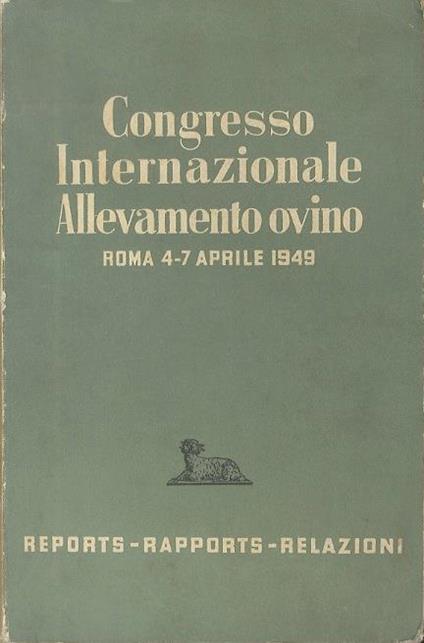 Congresso
Internazionale
Allevamento ovino
ROMA 4-7 APRILE 1949
REPORTS-RAPPORTS-RELAZIONI